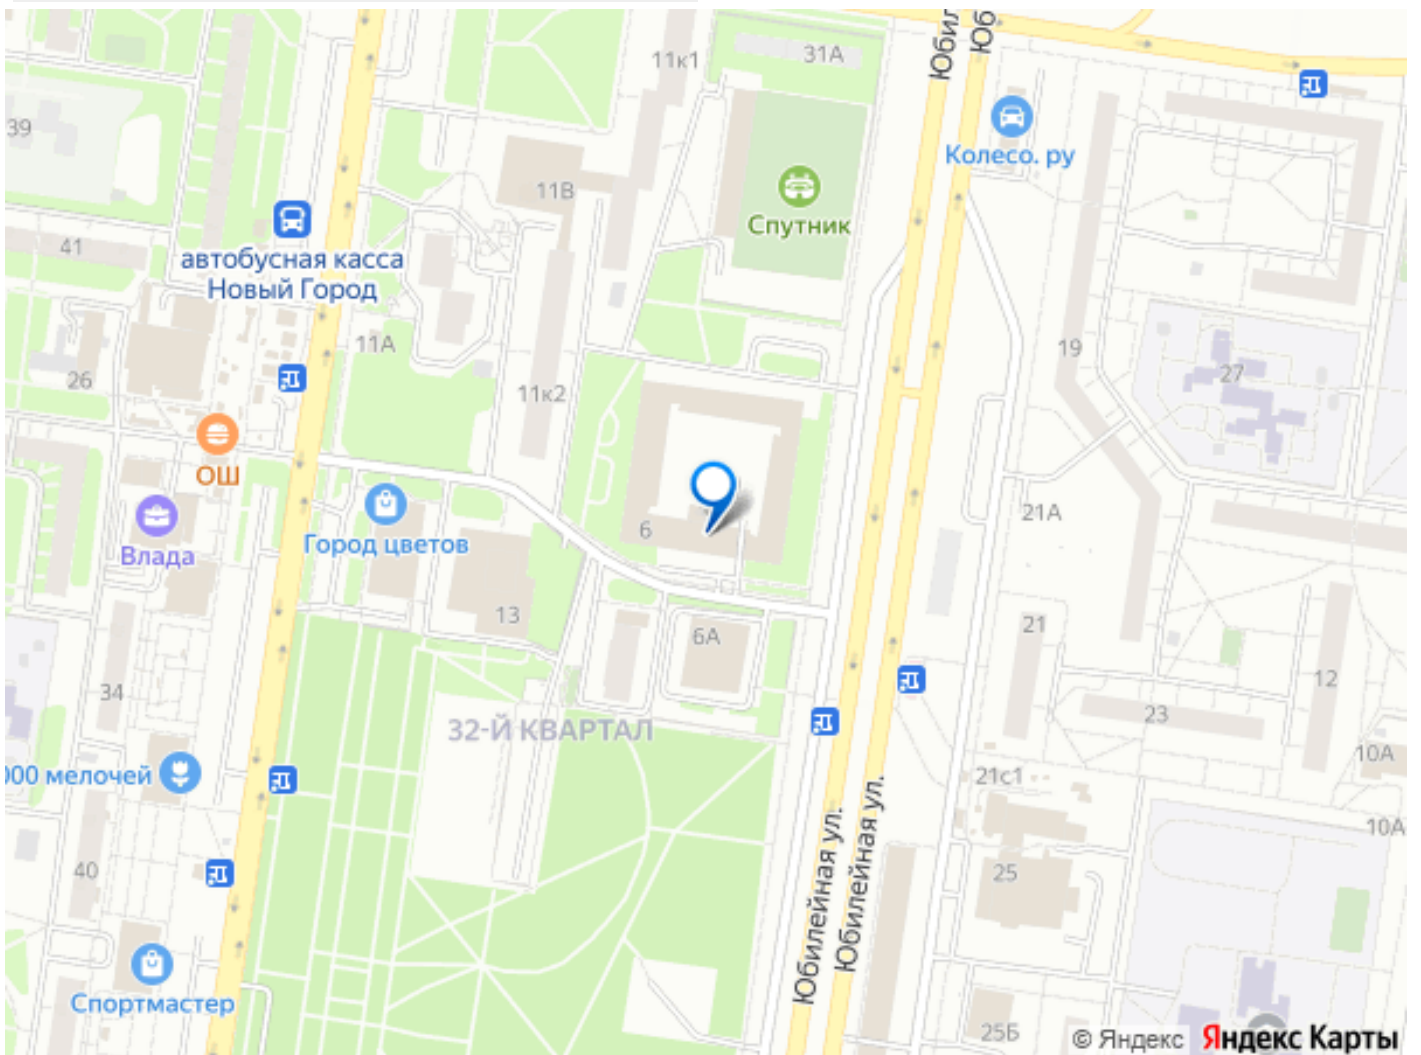 Юбил
Юб
31А
11к1
39
Колесо. ру
11В
Спутник
41
автобусная касса
Новый Город
11А
19
26
27
11к2
ОШ
21А
6
Город цветов
Влада
13
21
6А
12
34
23
32-Й КВАРТАЛ
10А
000 мелочей
21с1
10А
40
25
Юбилейная ул.
Юбилейная ул.
Спортмастер
25Б
© Яндекс Яндекс Карты